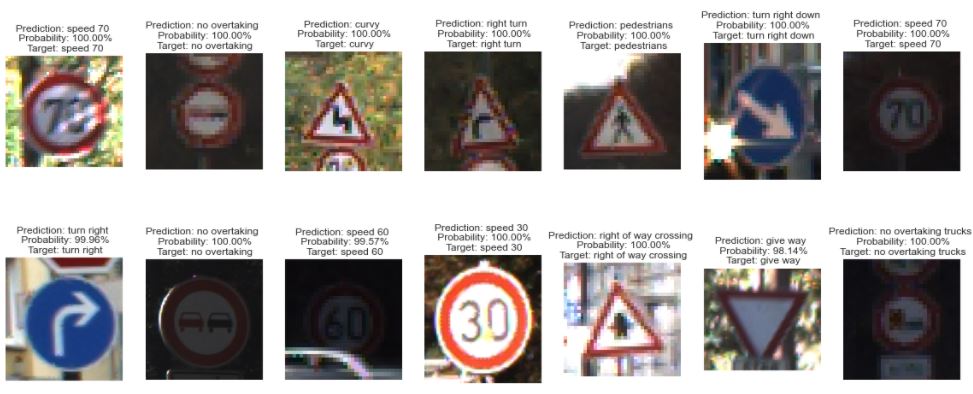 Prediction: speed 70
Probability: 100.00%
Target: speed 70
Prediction: no overtaking
Probability: 100.00%
Target: no overtaking
Prediction: curvy
Probability: 100.00%
Target: curvy
Prediction: right turn
Probability: 100.00%
Target: right turn
Prediction: pedestrians
Probability: 100.00%
Target: pedestrians
Prediction: turn right down
Probability: 100.00%
Target: turn right down
Prediction: speed 70
Probability: 100.00%
Target: speed 70
70
Prediction: turn right
Probability: 99.96%
Target: turn right
Prediction: no overtaking
Probability: 100.00%
Target: no overtaking
Prediction: speed 60
Probability: 99.57%
Target: speed 60
60
Prediction: speed 30
Probability: 100.00%
Target: speed 30
30
Prediction: right of way crossing
Probability: 100.00%
Target: right of way crossing
Prediction: give way
Probability: 98.14%
Target: give way
Prediction: no overtaking trucks
Probability: 100.00%
Target: no overtaking trucks